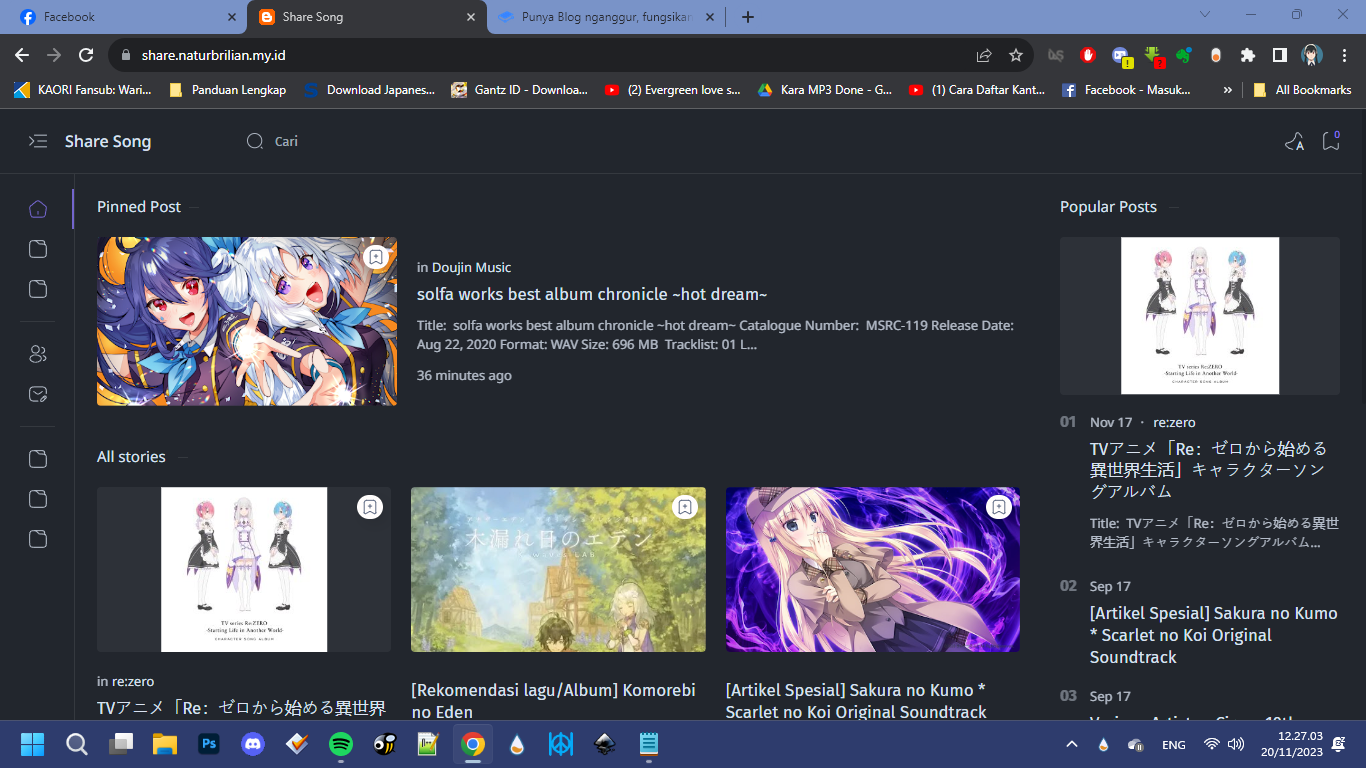 Facebook
Share Song
Punya Blog nganggur, fungsikan
share.naturbrilian.my.id
KAORI Fansub: Wari...
Panduan Lengkap
Download Japanes...
Gantz ID - Downloa...
(2) Evergreen love s...
Kara MP3 Done - G...
(1) Cara Daftar Kant...
Facebook - Masuk...
»
All Bookmarks
Share Song
Cari
A
0
Pinned Post
Popular Posts
in Doujin Music
solfa works best album chronicle ~hot dream~
Title: solfa works best album chronicle ~hot dream~ Catalogue Number: MSRC-119 Release Date:
Aug 22, 2020 Format: WAV Size: 696 MB Tracklist: 01 L...
36 minutes ago
TV series Re:ZERO
-Starting Life in Another World-
CHARACTER SONG ALBUM
01 Nov 17 · re:zero
TVアニメ「Re：ゼロから始める
異世界生活」キャラクターソン
グアルバム
Title: TVアニメ「Re：ゼロから始める異世
界生活」キャラクターソングアルバム...
02 Sep 17
[Artikel Spesial] Sakura no Kumo
* Scarlet no Koi Original
Soundtrack
03 Sep 17
All stories
TV series Re:ZERO
-Starting Life in Another World-
CHARACTER SONG ALBUM
木漏れ日のエデン
in re:zero
TVアニメ「Re：ゼロから始める異世界
[Rekomendasi lagu/Album] Komorebi
no Eden
[Artikel Spesial] Sakura no Kumo *
Scarlet no Koi Original Soundtrack
Ps
ENG
12.27.03
20/11/2023